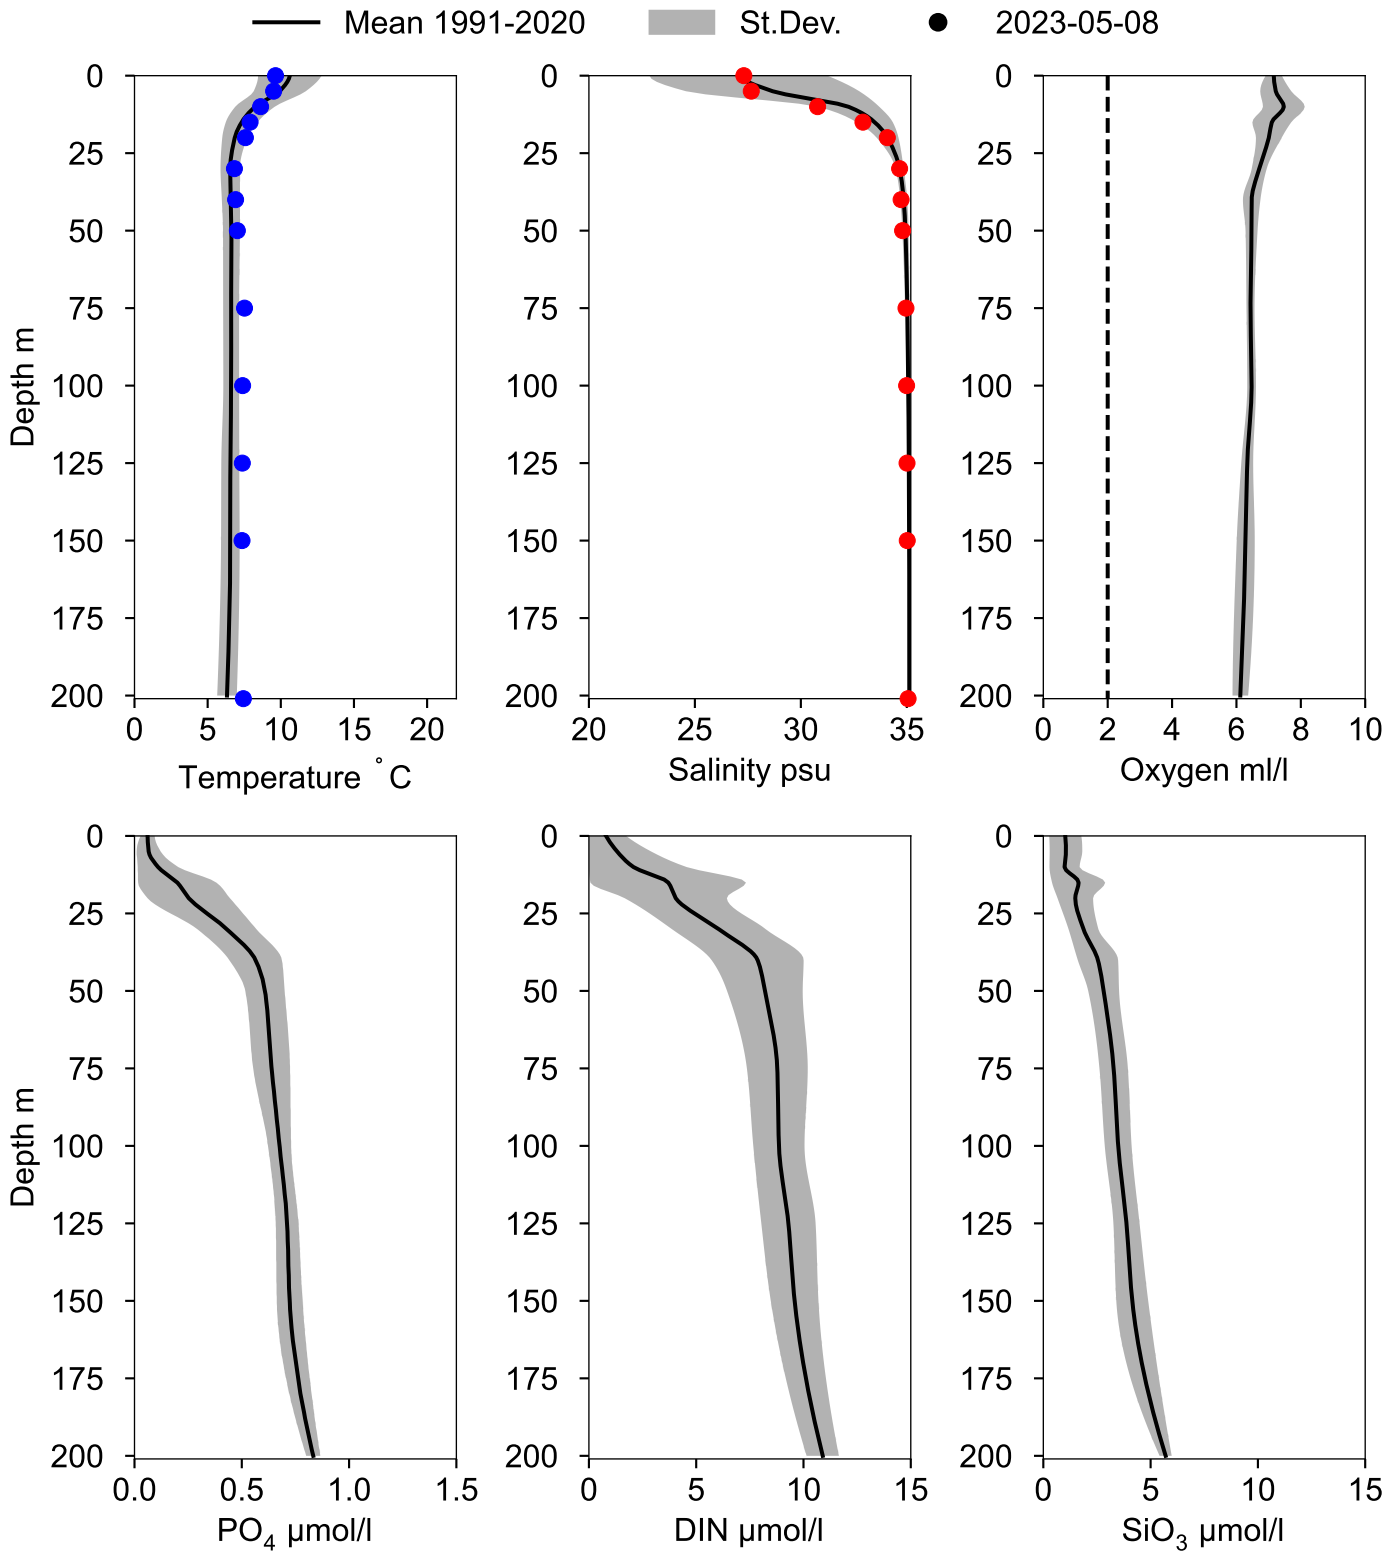 Mean 1991-2020 St.Dev. 2023-05-08
0 0 0
25 25 25
50 50 50
75 75 75
Depth m
100 100 100
125 125 125
150 150 150
175 175 175
200 200 200
0 5 10 15 20 20 25 30 35 0 2 4 6 8 10
Temperature °C Salinity psu Oxygen ml/l
0 0 0
25 25 25
50 50 50
75 75 75
Depth m
100 100 100
125 125 125
150 150 150
175 175 175
200 200 200
0.0 0.5 1.0 1.5 0 5 10 15 0 5 10 15
PO₄ µmol/l DIN µmol/l SiO₃ µmol/l